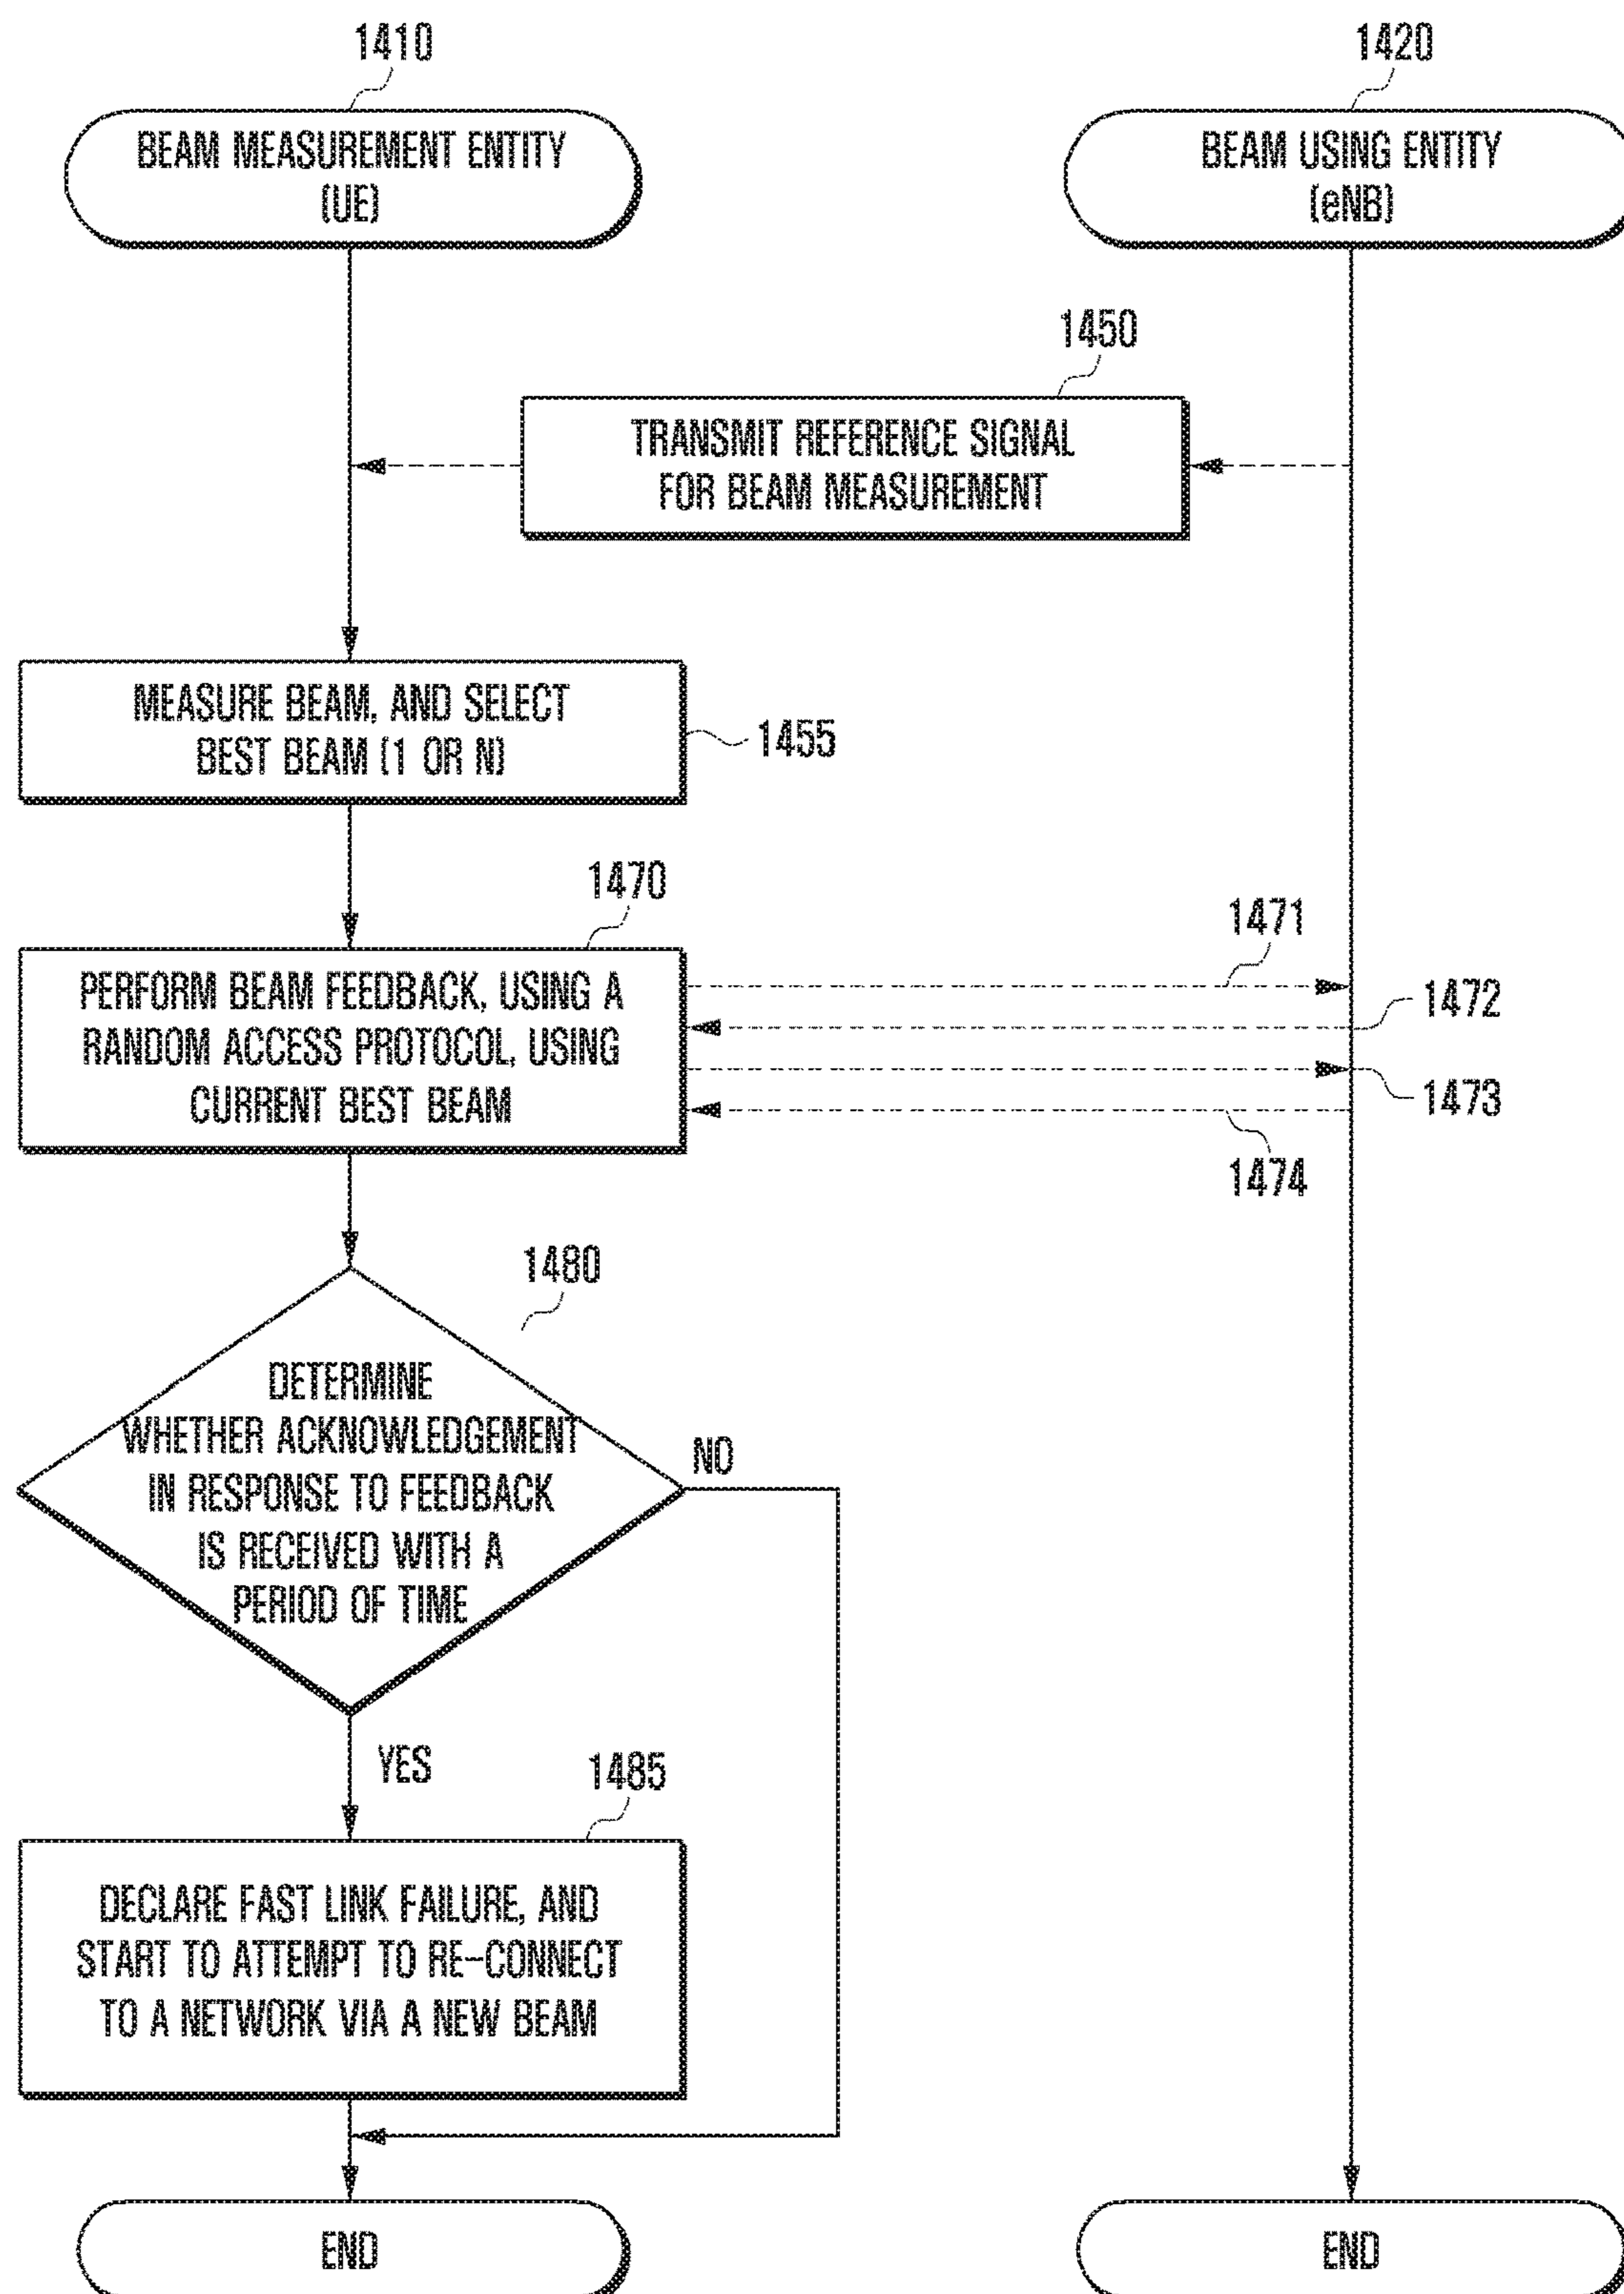 1410
1420
BEAM MEASUREMENT ENTITY
(UE)
BEAM USING ENTITY
(eNB)
1450
TRANSMIT REFERENCE SIGNAL
FOR BEAM MEASUREMENT
MEASURE BEAM, AND SELECT
BEST BEAM (1 OR N)
1455
1470
1471
PERFORM BEAM FEEDBACK, USING A
RANDOM ACCESS PROTOCOL, USING
CURRENT BEST BEAM
1472
1473
1474
1480
DETERMINE
WHETHER ACKNOWLEDGEMENT
IN RESPONSE TO FEEDBACK
IS RECEIVED WITH A
PERIOD OF TIME
NO
YES
1485
DECLARE FAST LINK FAILURE, AND
START TO ATTEMPT TO RE-CONNECT
TO A NETWORK VIA A NEW BEAM
END
END